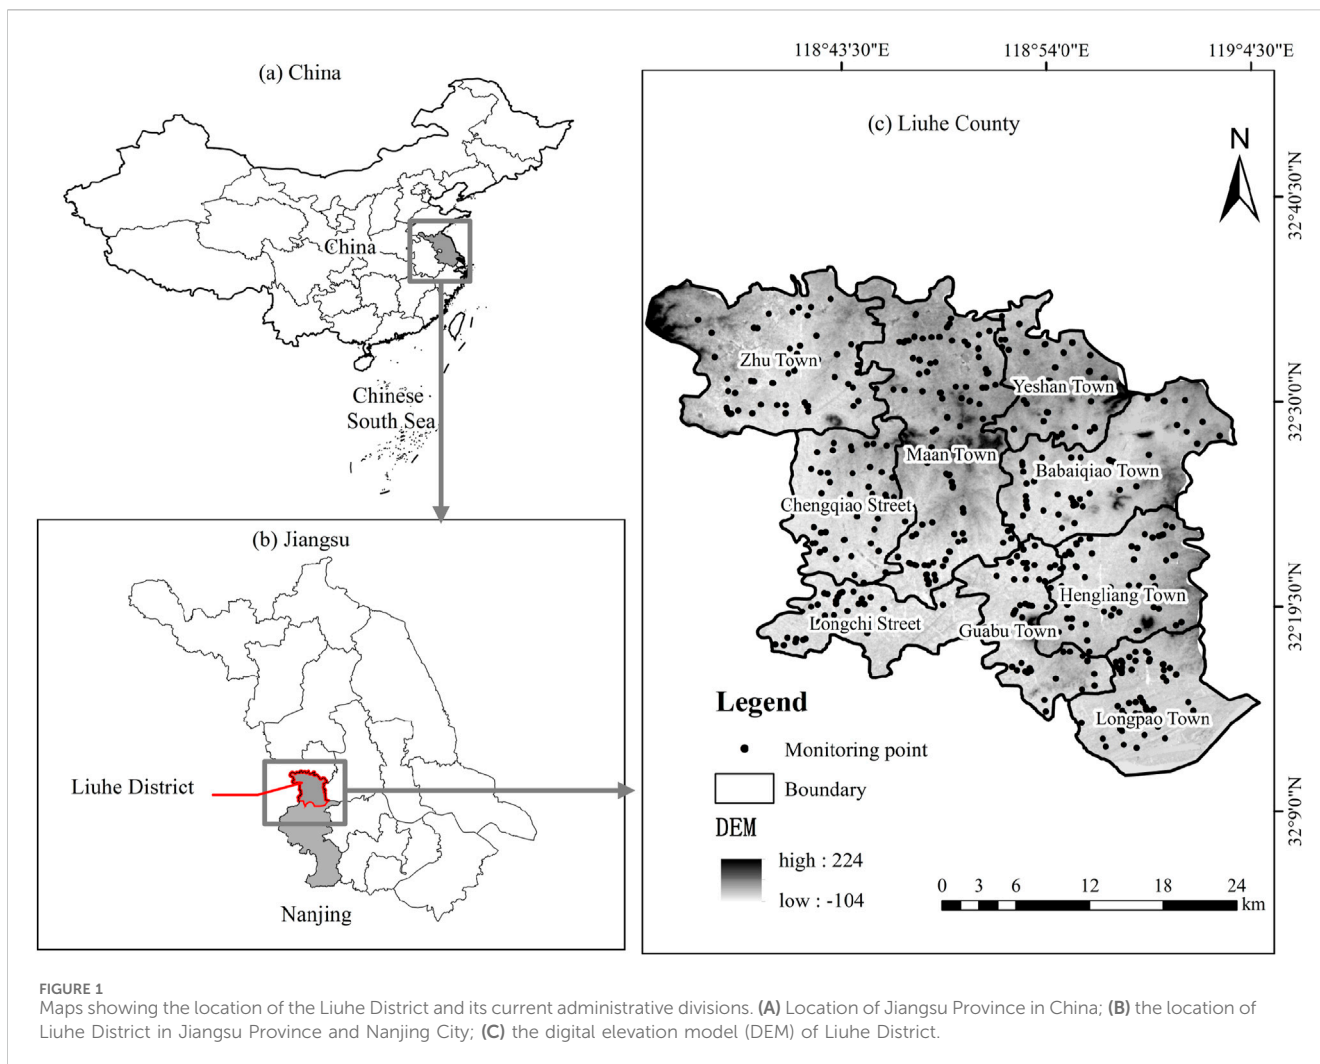 (a) China
China
Chinese
South Sea
(b) Jiangsu
Liuhe District
Nanjing
118°43'30"E
118°54'0"E
119°4'30"E
(c) Liuhe County
N
32°40'30"N
32°30'0"N
32°19'30"N
32°9'0"N
Zhu Town
Yeshan Town
Maan Town
Babaiqiao Town
Chengqiao Street
Hengliang Town
Longchi Street
Guabu Town
Longpao Town
Legend
Monitoring point
Boundary
DEM
high : 224
low : -104
0 3 6 12 18 24
km
FIGURE 1
Maps showing the location of the Liuhe District and its current administrative divisions. (A) Location of Jiangsu Province in China; (B) the location of
Liuhe District in Jiangsu Province and Nanjing City; (C) the digital elevation model (DEM) of Liuhe District.